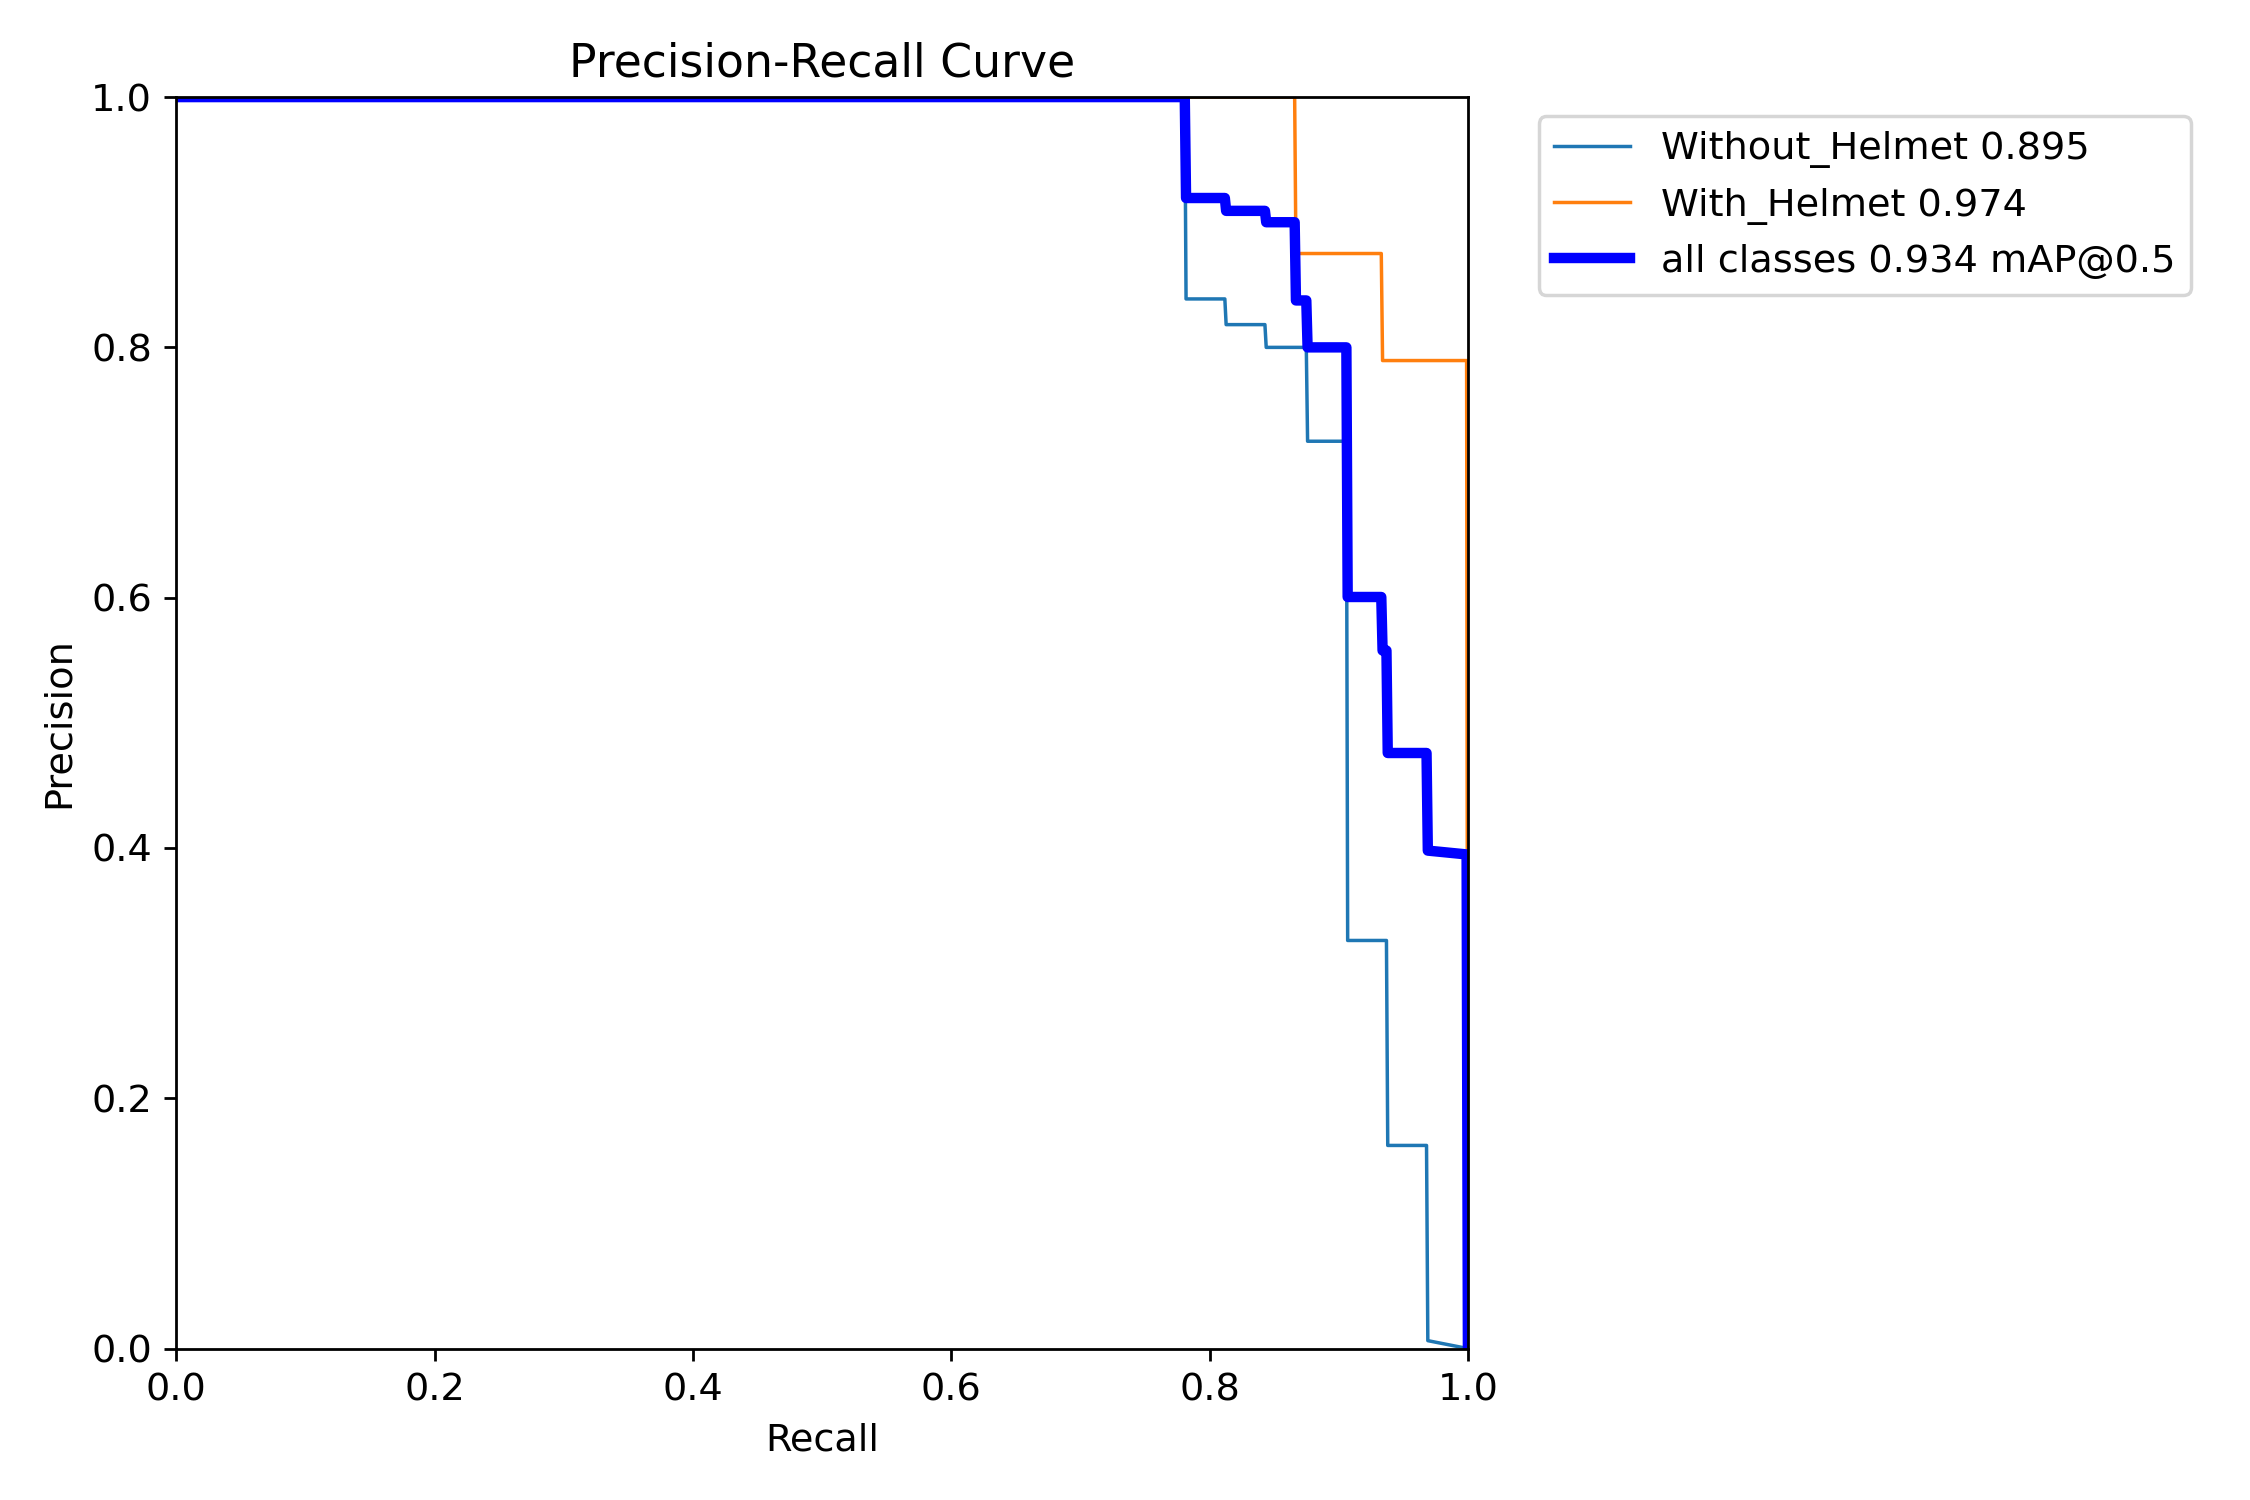 Precision-Recall Curve
1.0
0.8
0.6
0.4
0.2
0.0
Precision
0.0 0.2 0.4 0.6 0.8 1.0
Recall
Without_Helmet 0.895
With_Helmet 0.974
all classes 0.934 mAP@0.5